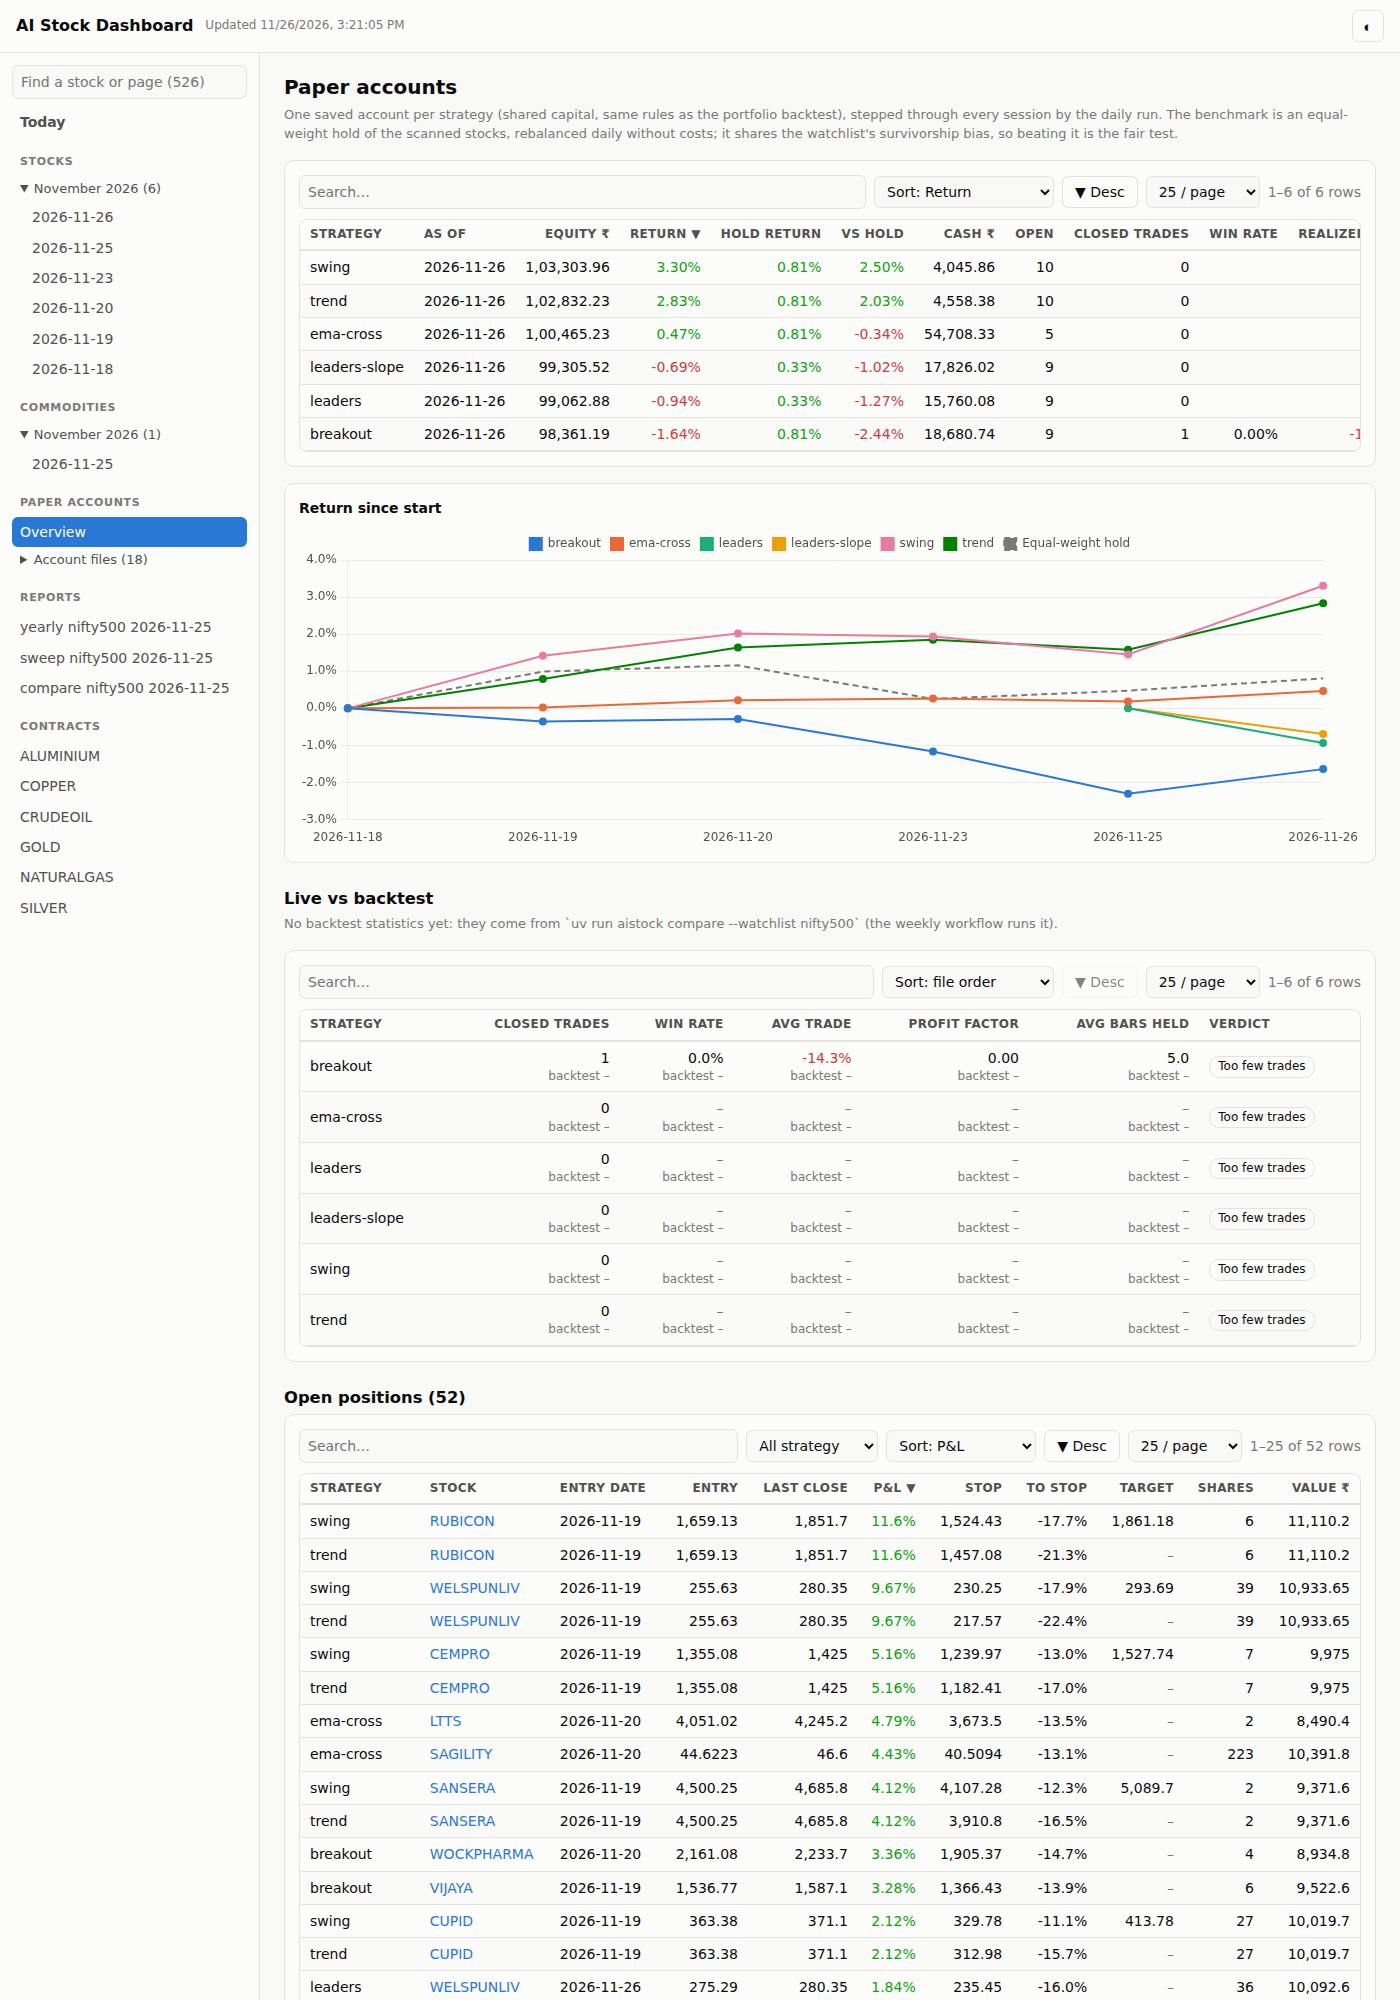 AI Stock Dashboard Updated 11/26/2026, 3:21:05 PM
Find a stock or page (526)
Today
STOCKS
▼ November 2026 (6)
2026-11-26
2026-11-25
2026-11-23
2026-11-20
2026-11-19
2026-11-18
COMMODITIES
▼ November 2026 (1)
2026-11-25
PAPER ACCOUNTS
Overview
▶ Account files (18)
REPORTS
yearly nifty500 2026-11-25
sweep nifty500 2026-11-25
compare nifty500 2026-11-25
CONTRACTS
ALUMINIUM
COPPER
CRUDEOIL
GOLD
NATURALGAS
SILVER
Paper accounts
One saved account per strategy (shared capital, same rules as the portfolio backtest), stepped through every session by the daily run. The benchmark is an equal-
weight hold of the scanned stocks, rebalanced daily without costs; it shares the watchlist's survivorship bias, so beating it is the fair test.
Search… Sort: Return ▼ Desc 25 / page 1–6 of 6 rows
STRATEGY AS OF EQUITY ₹ RETURN ▼ HOLD RETURN VS HOLD CASH ₹ OPEN CLOSED TRADES WIN RATE REALIZED
swing 2026-11-26 1,03,303.96 3.30% 0.81% 2.50% 4,045.86 10 0
trend 2026-11-26 1,02,832.23 2.83% 0.81% 2.03% 4,558.38 10 0
ema-cross 2026-11-26 1,00,465.23 0.47% 0.81% -0.34% 54,708.33 5 0
leaders-slope 2026-11-26 99,305.52 -0.69% 0.33% -1.02% 17,826.02 9 0
leaders 2026-11-26 99,062.88 -0.94% 0.33% -1.27% 15,760.08 9 0
breakout 2026-11-26 98,361.19 -1.64% 0.81% -2.44% 18,680.74 9 1 0.00% -1
Return since start
breakout ema-cross leaders leaders-slope swing trend Equal-weight hold
4.0%
3.0%
2.0%
1.0%
0.0%
-1.0%
-2.0%
-3.0%
2026-11-18 2026-11-19 2026-11-20 2026-11-23 2026-11-25 2026-11-26
Live vs backtest
No backtest statistics yet: they come from `uv run aistock compare --watchlist nifty500` (the weekly workflow runs it).
Search… Sort: file order ▼ Desc 25 / page 1–6 of 6 rows
STRATEGY CLOSED TRADES WIN RATE AVG TRADE PROFIT FACTOR AVG BARS HELD VERDICT
breakout 1 0.0% -14.3% 0.00 5.0 Too few trades
backtest – backtest – backtest – backtest – backtest –
ema-cross 0 – – – – Too few trades
backtest – backtest – backtest – backtest – backtest –
leaders 0 – – – – Too few trades
backtest – backtest – backtest – backtest – backtest –
leaders-slope 0 – – – – Too few trades
backtest – backtest – backtest – backtest – backtest –
swing 0 – – – – Too few trades
backtest – backtest – backtest – backtest – backtest –
trend 0 – – – – Too few trades
backtest – backtest – backtest – backtest – backtest –
Open positions (52)
Search… All strategy Sort: P&L ▼ Desc 25 / page 1–25 of 52 rows
STRATEGY STOCK ENTRY DATE ENTRY LAST CLOSE P&L ▼ STOP TO STOP TARGET SHARES VALUE ₹
swing RUBICON 2026-11-19 1,659.13 1,851.7 11.6% 1,524.43 -17.7% 1,861.18 6 11,110.2
trend RUBICON 2026-11-19 1,659.13 1,851.7 11.6% 1,457.08 -21.3% – 6 11,110.2
swing WELSPUNLIV 2026-11-19 255.63 280.35 9.67% 230.25 -17.9% 293.69 39 10,933.65
trend WELSPUNLIV 2026-11-19 255.63 280.35 9.67% 217.57 -22.4% – 39 10,933.65
swing CEMPRO 2026-11-19 1,355.08 1,425 5.16% 1,239.97 -13.0% 1,527.74 7 9,975
trend CEMPRO 2026-11-19 1,355.08 1,425 5.16% 1,182.41 -17.0% – 7 9,975
ema-cross LTTS 2026-11-20 4,051.02 4,245.2 4.79% 3,673.5 -13.5% – 2 8,490.4
ema-cross SAGILITY 2026-11-20 44.6223 46.6 4.43% 40.5094 -13.1% – 223 10,391.8
swing SANSERA 2026-11-19 4,500.25 4,685.8 4.12% 4,107.28 -12.3% 5,089.7 2 9,371.6
trend SANSERA 2026-11-19 4,500.25 4,685.8 4.12% 3,910.8 -16.5% – 2 9,371.6
breakout WOCKPHARMA 2026-11-20 2,161.08 2,233.7 3.36% 1,905.37 -14.7% – 4 8,934.8
breakout VIJAYA 2026-11-19 1,536.77 1,587.1 3.28% 1,366.43 -13.9% – 6 9,522.6
swing CUPID 2026-11-19 363.38 371.1 2.12% 329.78 -11.1% 413.78 27 10,019.7
trend CUPID 2026-11-19 363.38 371.1 2.12% 312.98 -15.7% – 27 10,019.7
leaders WELSPUNLIV 2026-11-26 275.29 280.35 1.84% 235.45 -16.0% – 36 10,092.6